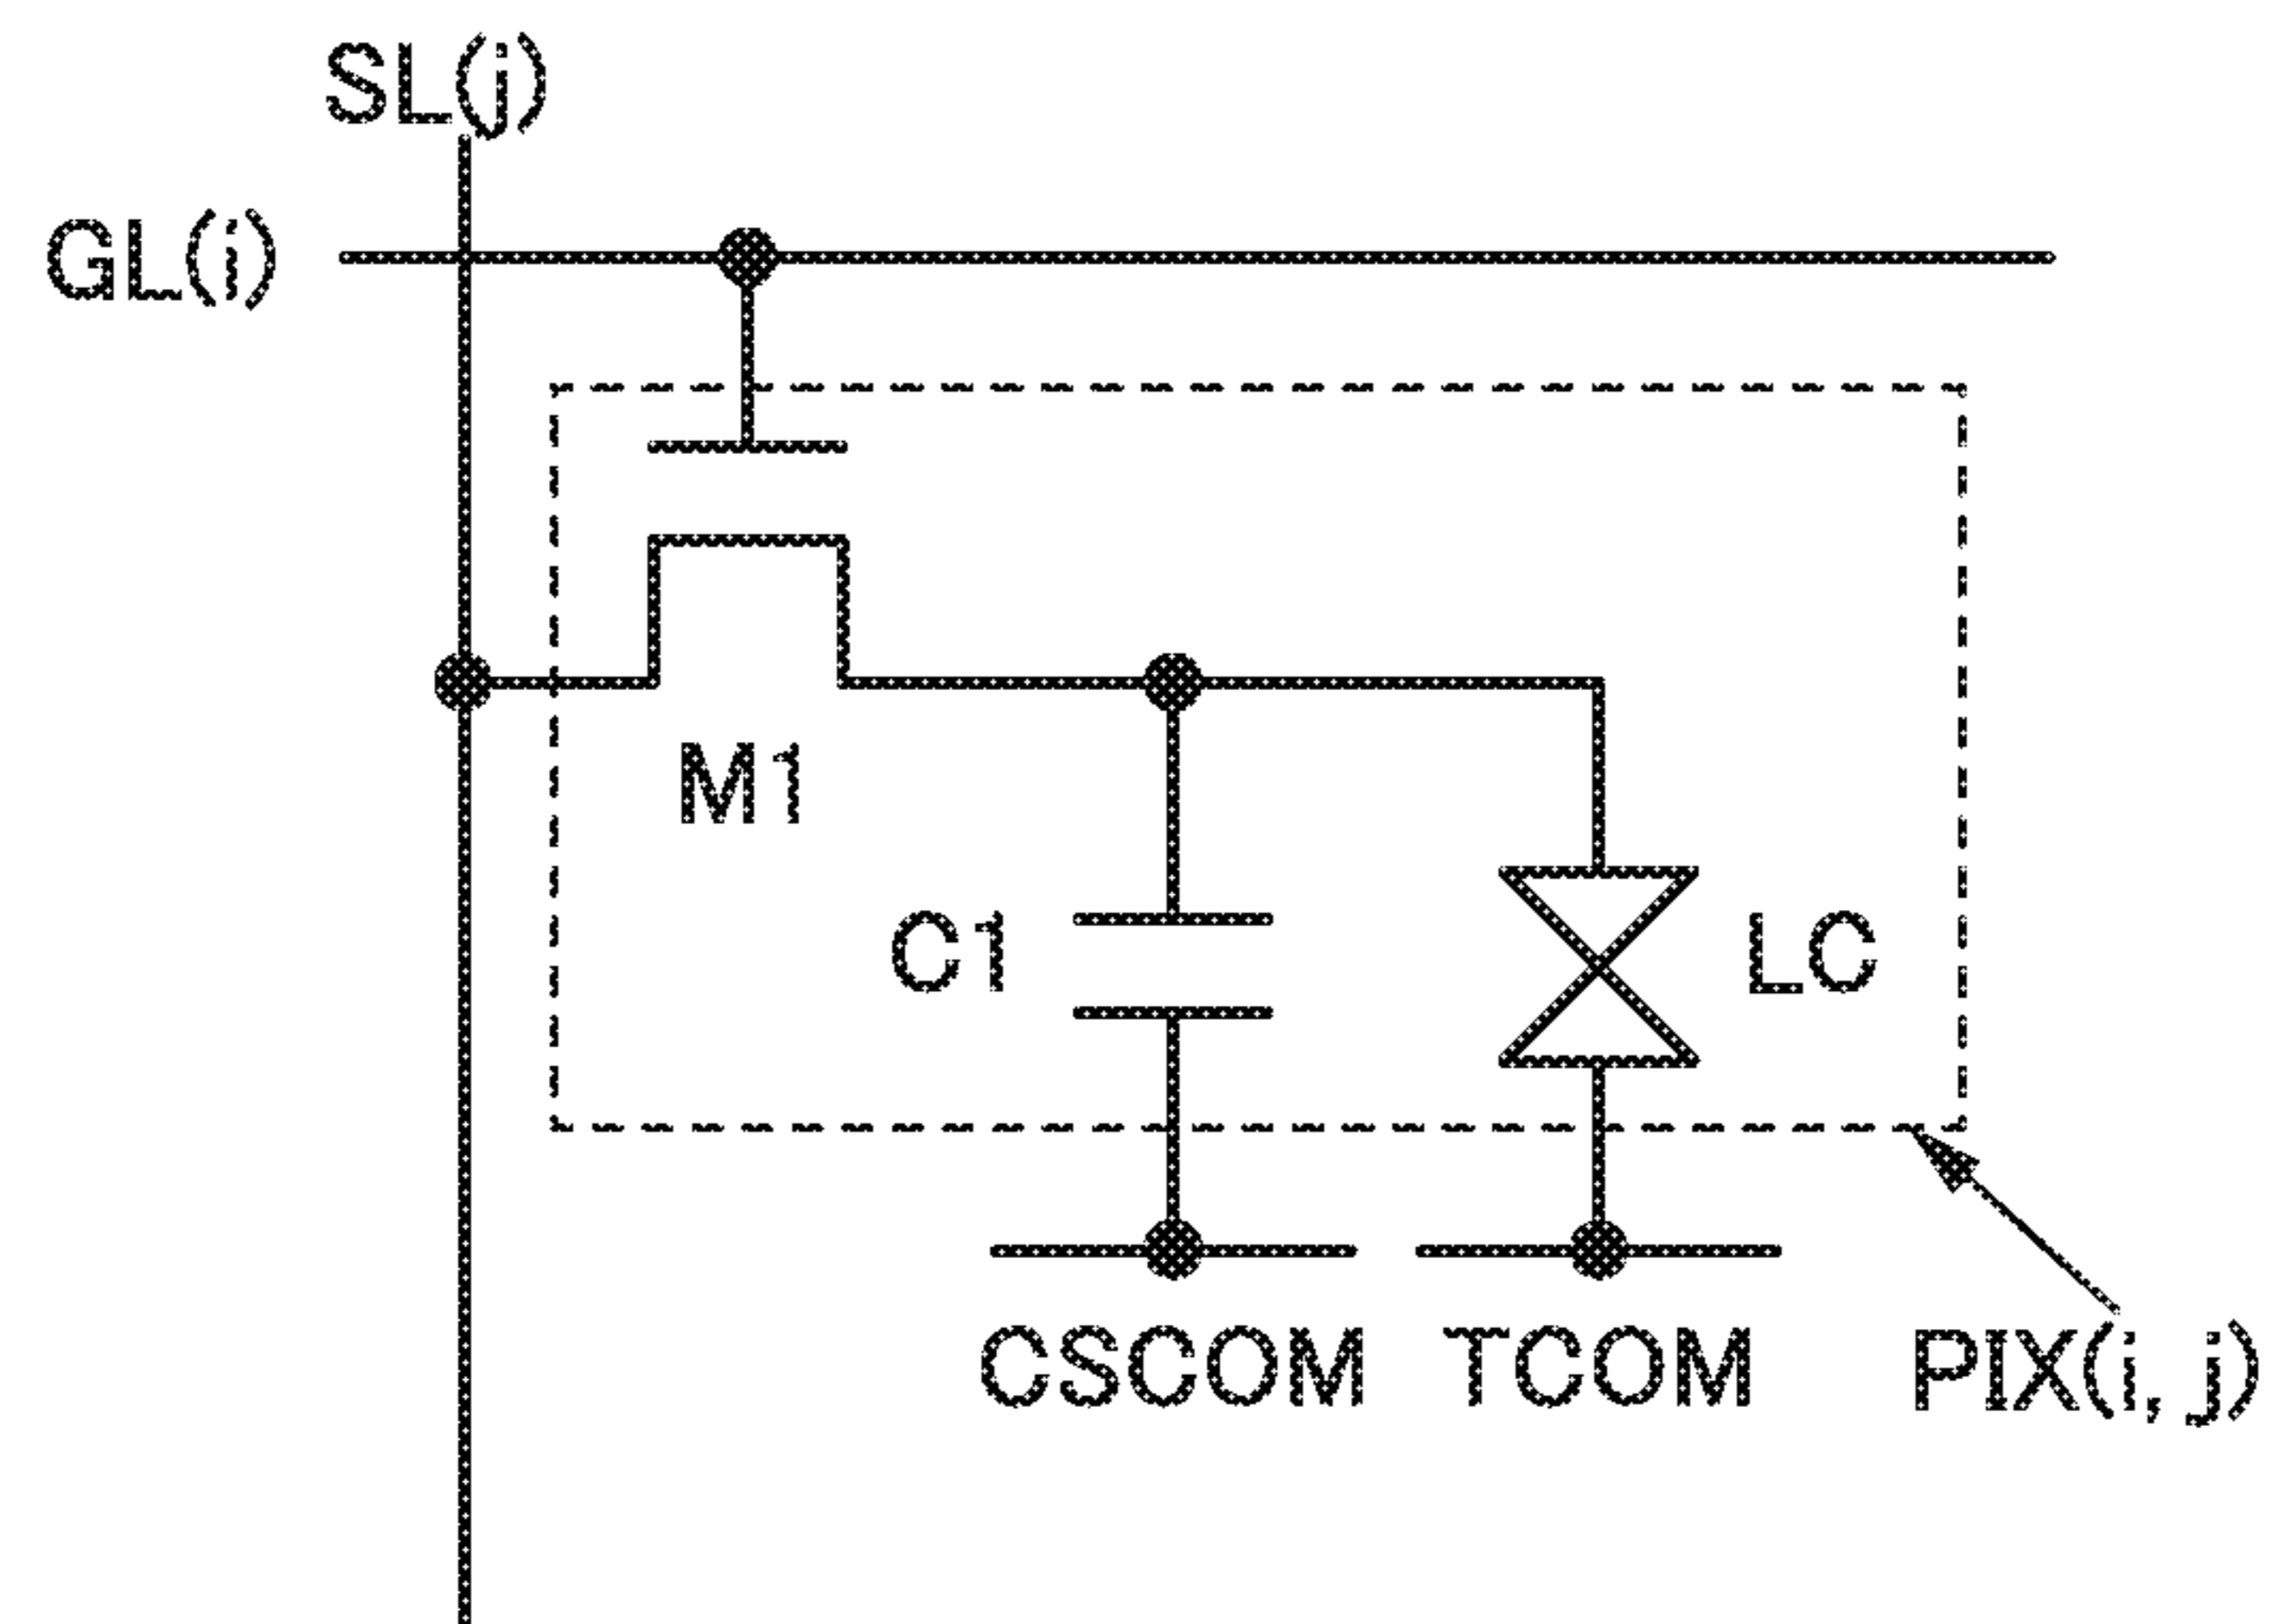 SL(j)
GL(i)
M1
C1
LC
CSCOM
TCOM
PIX(i, j)